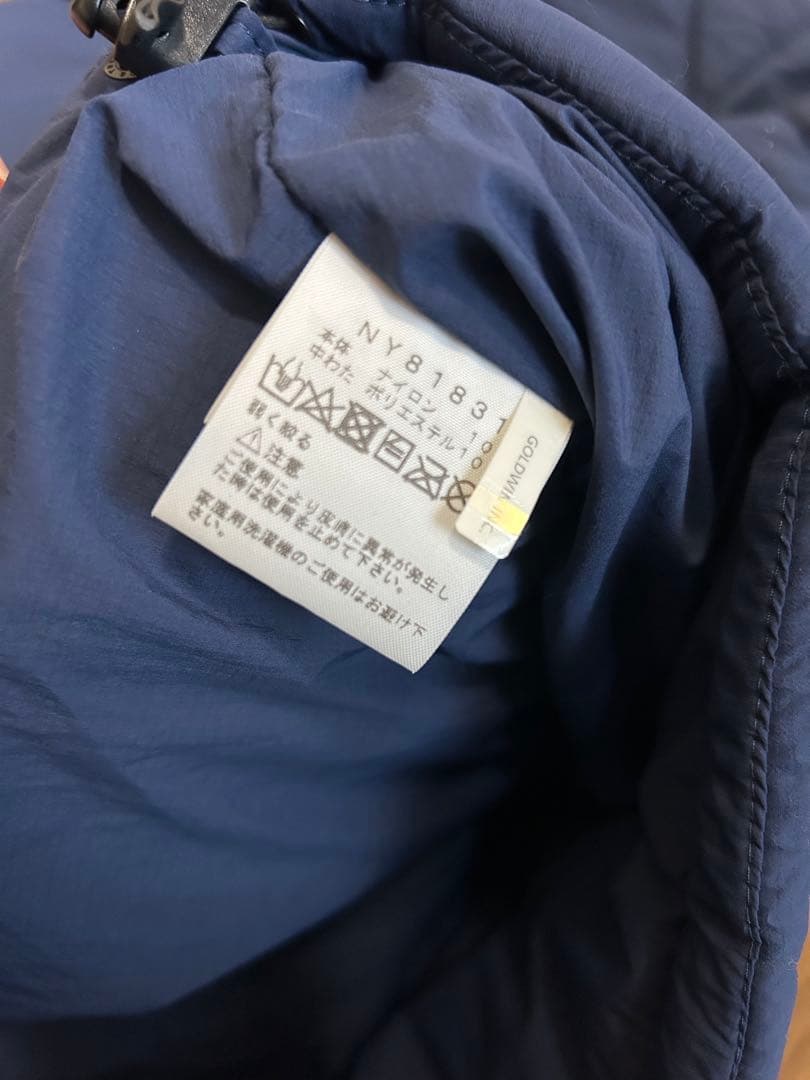 NY81831
本体 ナイロン 10
中わた ポリエステル 10
軽く絞る
⚠注意
ご使用により皮膚に異常が発生し
た時は使用を止めて下さい。
家庭用洗濯機のご使用はお避け下
さい。
GOLDWIN INC